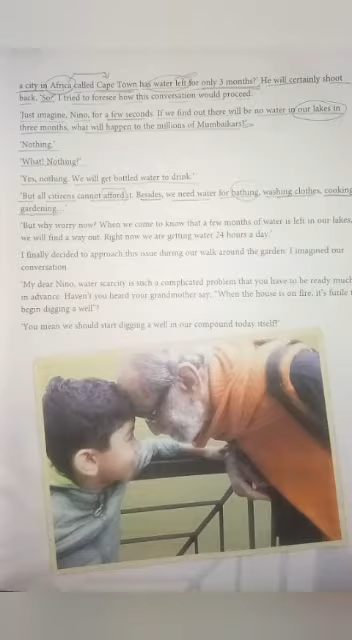 a city in Africa called Cape Town has water left for only 3 months?' He will certainly shoot
back, 'So?' I tried to foresee how this conversation would proceed.
'Just imagine, Nino, for a few seconds. If we find out there will be no water in our lakes in
three months, what will happen to the millions of Mumbaikars?'
'Nothing.'
'What! Nothing?'
'Yes, nothing. We will get bottled water to drink.'
'But all citizens cannot afford it. Besides, we need water for bathing, washing clothes, cooking
gardening...'
'But why worry now? When we come to know that a few months of water is left in our lakes,
we will find a way out. Right now we are getting water 24 hours a day.'
I finally decided to approach this issue during our walk around the garden. I imagined our
conversation
'My dear Nino, water scarcity is such a complicated problem that you have to be ready much
in advance. Haven't you heard your grandmother say, "When the house is on fire, it's futile
begin digging a well"?
'You mean we should start digging a well in our compound today itself?'